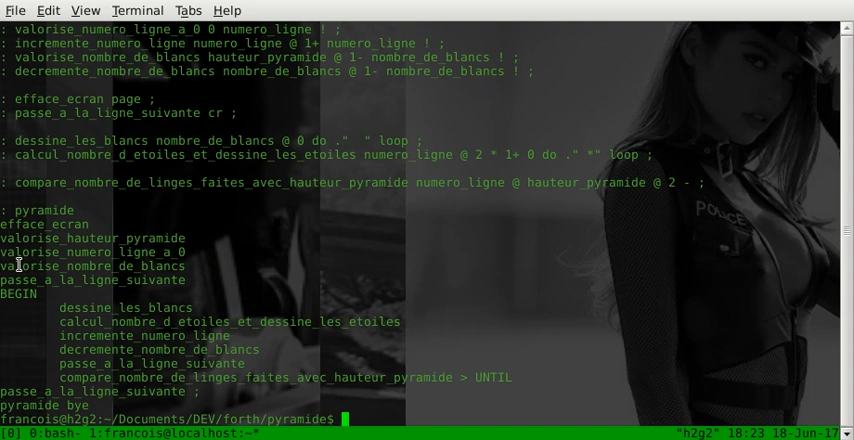 File Edit View Terminal Tabs Help
: valorise_numero_ligne_a_0 0 numero_ligne ! ;
: incremente_numero_ligne numero_ligne @ 1+ numero_ligne ! ;
: valorise_nombre_de_blancs hauteur_pyramide @ 1- nombre_de_blancs ! ;
: decremente_nombre_de_blancs nombre_de_blancs @ 1- nombre_de_blancs ! ;
: efface_ecran page ;
: passe_a_la_ligne_suivante cr ;
: dessine_les_blancs nombre_de_blancs @ 0 do ."  " loop ;
: calcul_nombre_d_etoiles_et_dessine_les_etoiles numero_ligne @ 2 * 1+ 0 do ." *" loop ;
: compare_nombre_de_linges_faites_avec_hauteur_pyramide numero_ligne @ hauteur_pyramide @ 2 - ;
: pyramide
efface_ecran
valorise_hauteur_pyramide
valorise_numero_ligne_a_0
valorise_nombre_de_blancs
passe_a_la_ligne_suivante
BEGIN
dessine_les_blancs
calcul_nombre_d_etoiles_et_dessine_les_etoiles
incremente_numero_ligne
decremente_nombre_de_blancs
passe_a_la_ligne_suivante
compare_nombre_de_linges_faites_avec_hauteur_pyramide > UNTIL
passe_a_la_ligne_suivante ;
pyramide bye
francois@h2g2:~/Documents/DEV/forth/pyramide$
[0] 0:bash- 1:francois@localhost:~* "h2g2" 18:23 18-Jun-17
POLICE